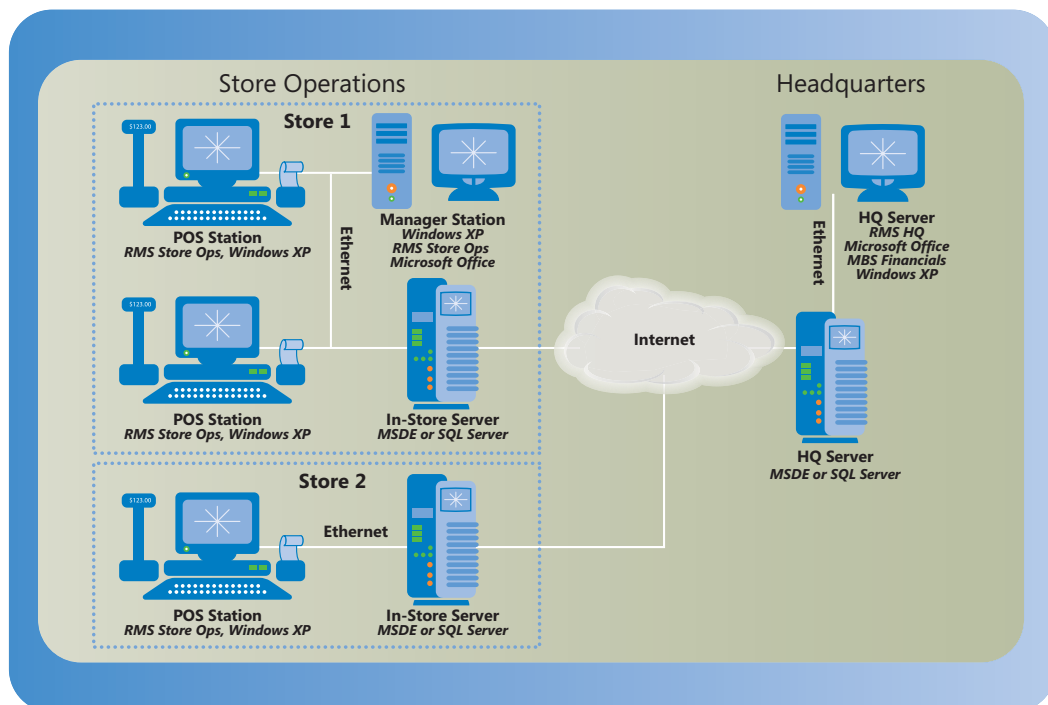 Store Operations
Headquarters
Store 1
$123.00
POS Station
RMS Store Ops, Windows XP
Ethernet
Manager Station
Windows XP
RMS Store Ops
Microsoft Office
$123.00
POS Station
RMS Store Ops, Windows XP
In-Store Server
MSDE or SQL Server
Internet
Ethernet
HQ Server
RMS HQ
Microsoft Office
MBS Financials
Windows XP
HQ Server
MSDE or SQL Server
Store 2
$123.00
Ethernet
POS Station
RMS Store Ops, Windows XP
In-Store Server
MSDE or SQL Server